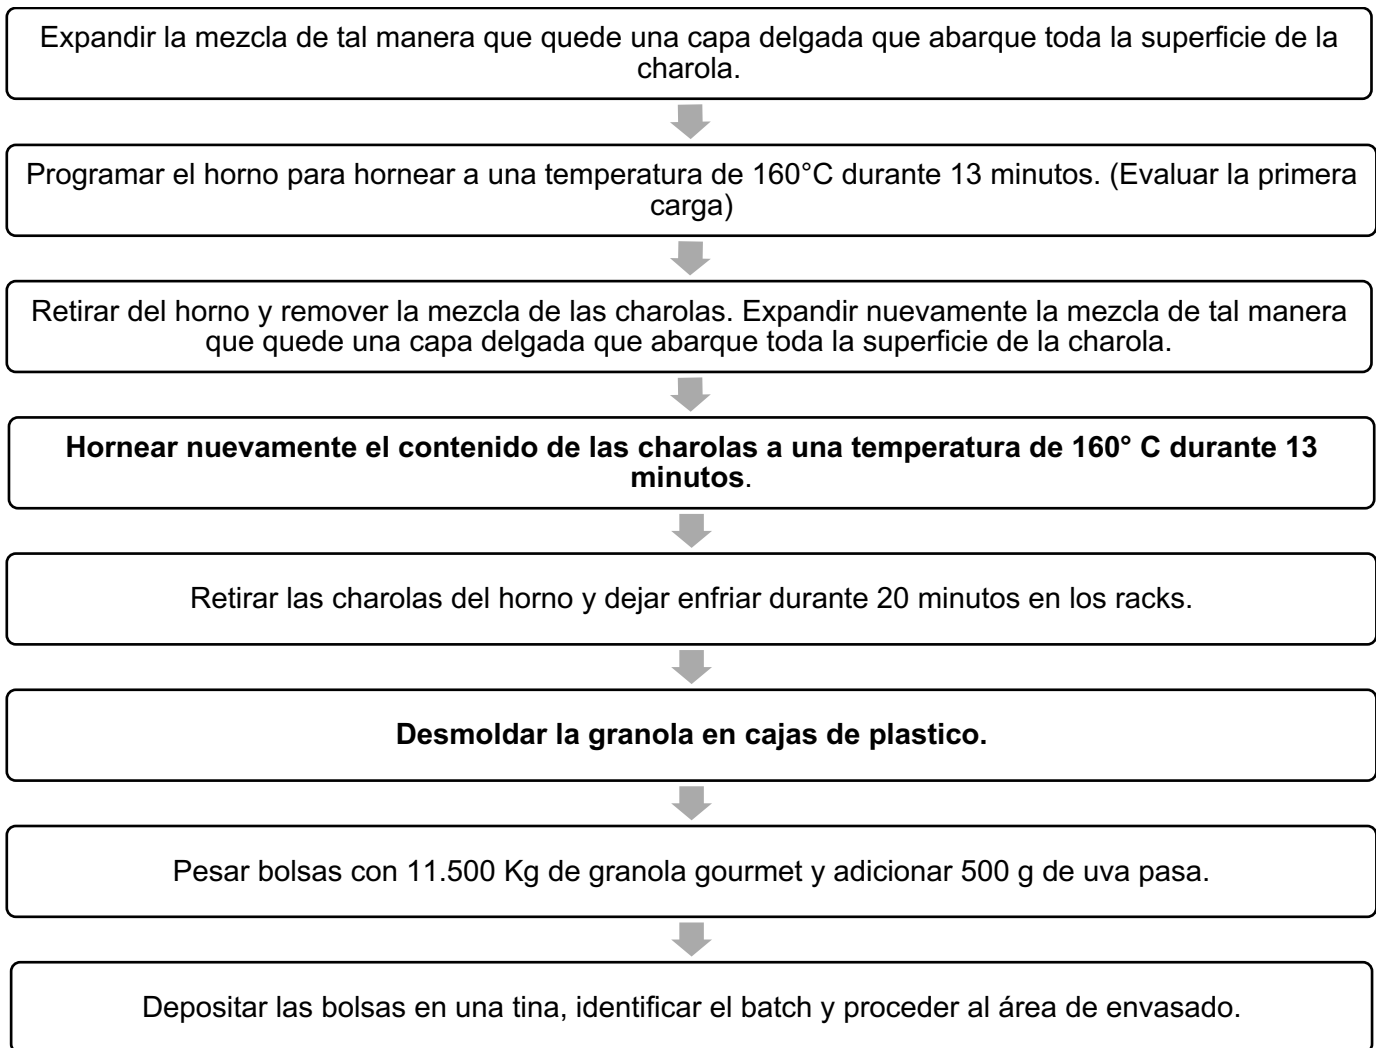 Expandir la mezcla de tal manera que quede una capa delgada que abarque toda la superficie de la
charola.
Programar el horno para hornear a una temperatura de 160°C durante 13 minutos. (Evaluar la primera
carga)
Retirar del horno y remover la mezcla de las charolas. Expandir nuevamente la mezcla de tal manera
que quede una capa delgada que abarque toda la superficie de la charola.
Hornear nuevamente el contenido de las charolas a una temperatura de 160° C durante 13
minutos.
Retirar las charolas del horno y dejar enfriar durante 20 minutos en los racks.
Desmoldar la granola en cajas de plastico.
Pesar bolsas con 11.500 Kg de granola gourmet y adicionar 500 g de uva pasa.
Depositar las bolsas en una tina, identificar el batch y proceder al área de envasado.